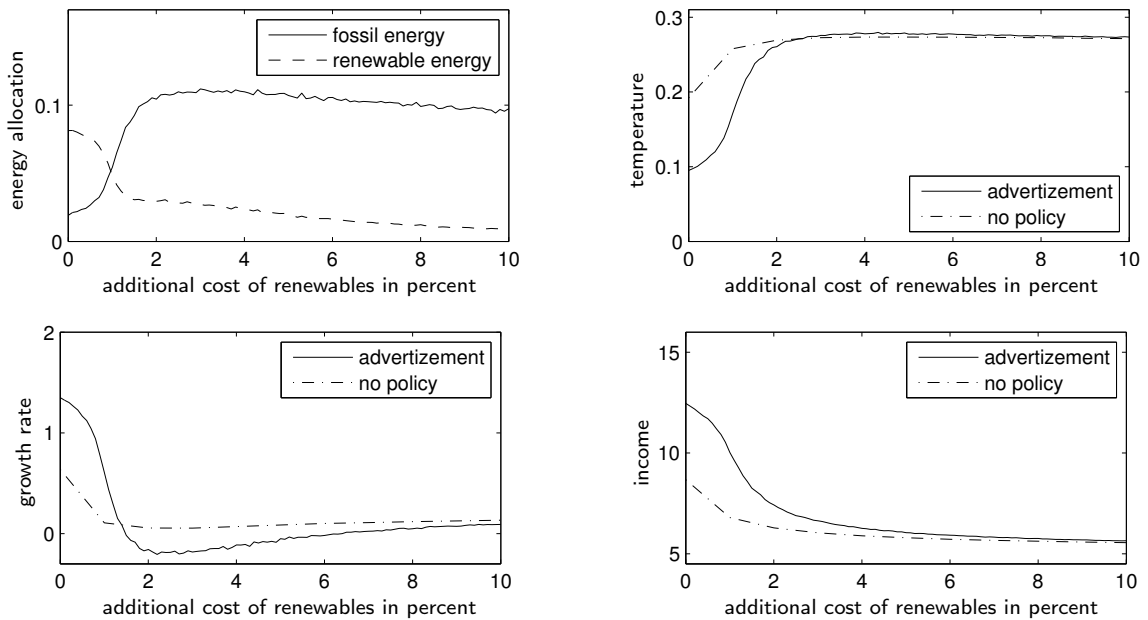 fossil energy
renewable energy
0.1
0
energy allocation
0 2 4 6 8 10
additional cost of renewables in percent
0.3
0.2
0.1
0
temperature
advertizement
no policy
0 2 4 6 8 10
additional cost of renewables in percent
2
1
0
growth rate
advertizement
no policy
0 2 4 6 8 10
additional cost of renewables in percent
15
10
5
income
advertizement
no policy
0 2 4 6 8 10
additional cost of renewables in percent